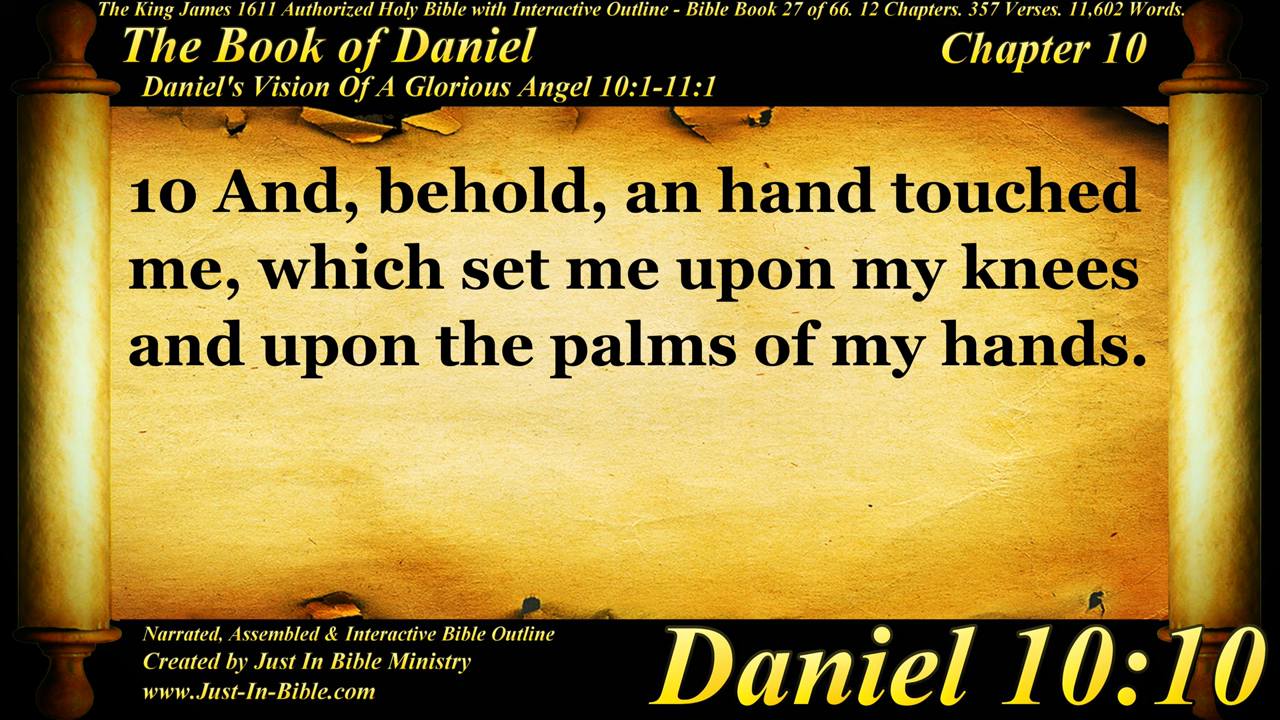 The King James 1611 Authorized Holy Bible with Interactive Outline - Bible Book 27 of 66. 12 Chapters. 357 Verses. 11,602 Words.
The Book of Daniel
Chapter 10
Daniel's Vision Of A Glorious Angel 10:1-11:1
10 And, behold, an hand touched
me, which set me upon my knees
and upon the palms of my hands.
Narrated, Assembled & Interactive Bible Outline
Created by Just In Bible Ministry
www.Just-In-Bible.com
Daniel 10:10